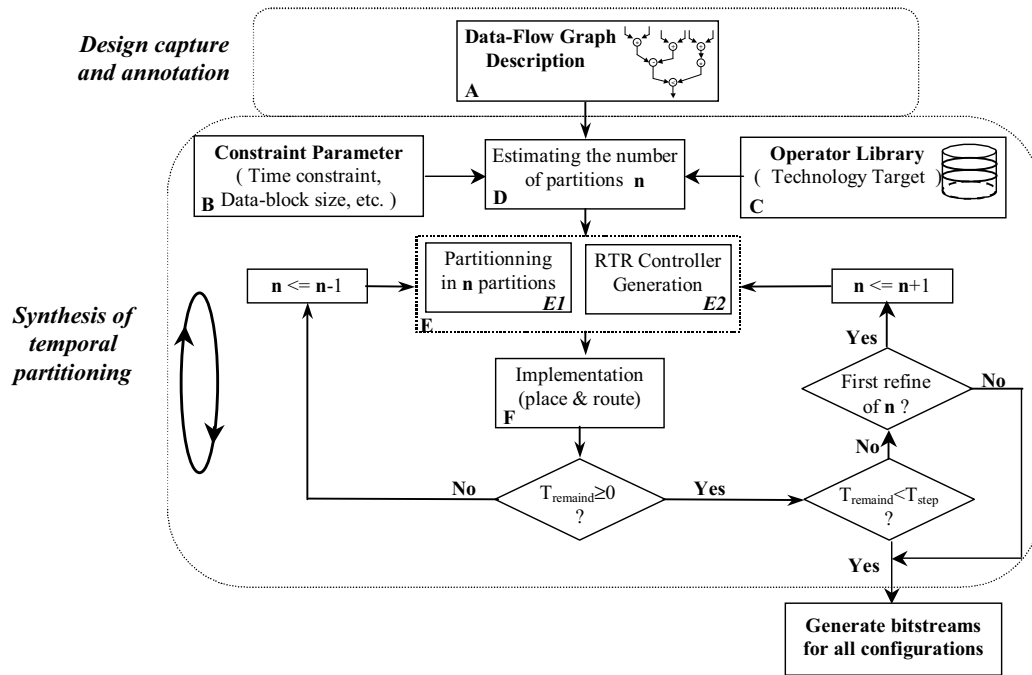 Design capture
and annotation
Data-Flow Graph
Description
A
Constraint Parameter
( Time constraint,
Data-block size, etc. )
B
Estimating the number
of partitions n
D
Operator Library
( Technology Target )
C
Partitionning
in n partitions
E1
RTR Controller
Generation
E2
E
n <= n-1
n <= n+1
Synthesis of
temporal
partitioning
Implementation
(place & route)
F
Yes
First refine
of n ?
No
No
No
Tremaind≥0
?
Yes
Tremaind<Tstep
?
Yes
Generate bitstreams
for all configurations